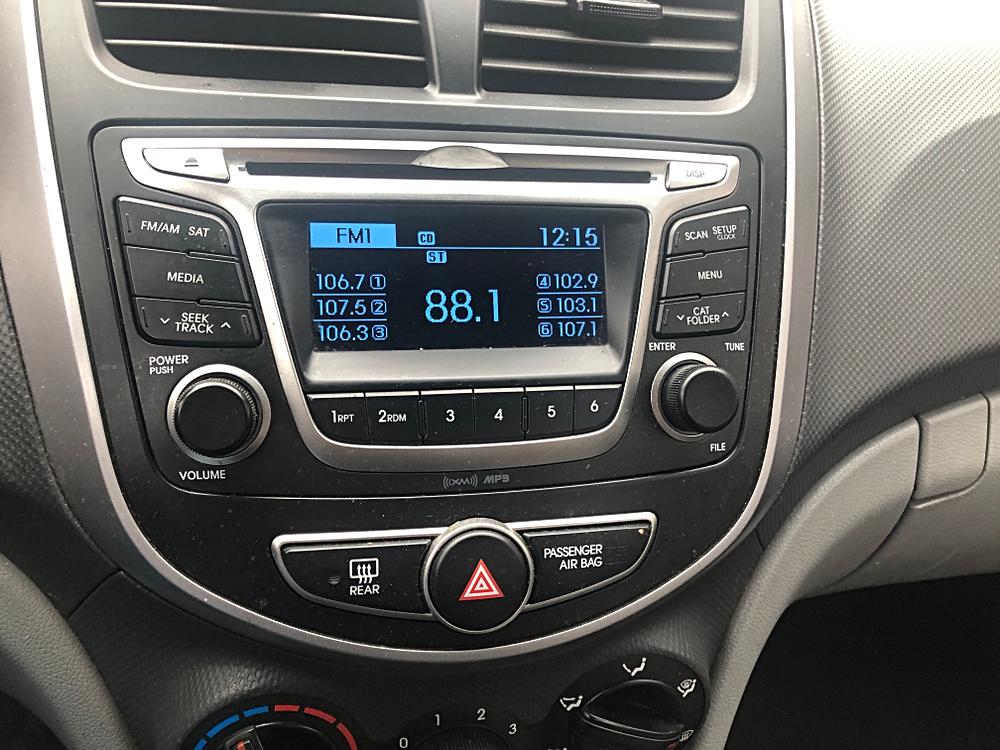 DISP
FM/AM SAT
SCAN SETUP
CLOCK
FM1 CD 12:15
ST
MEDIA
MENU
106.7 1
107.5 2
106.3 3
88.1
4 102.9
5 103.1
6 107.1
SEEK
TRACK
CAT
FOLDER
POWER
PUSH
ENTER TUNE
1RPT 2RDM 3 4 5 6
VOLUME
FILE
((XM)) MP3
REAR
PASSENGER
AIR BAG
0 1 2 3